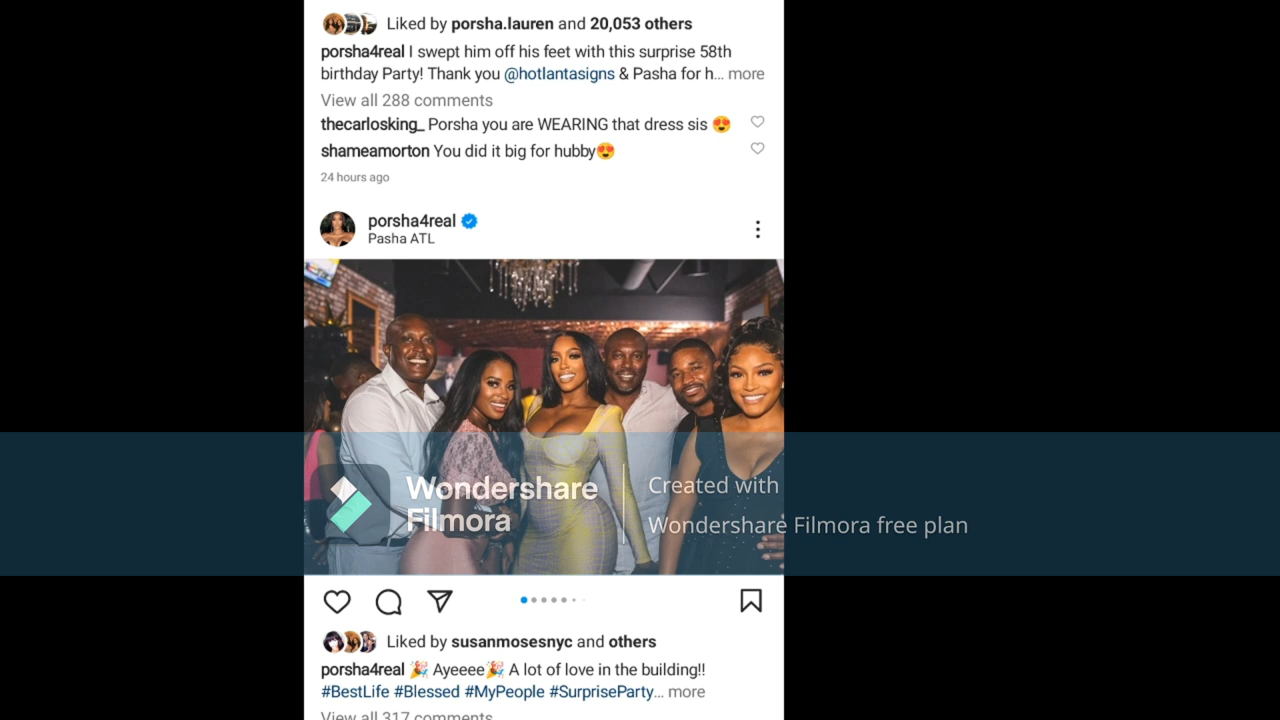 Liked by porsha.lauren and 20,053 others
porsha4real I swept him off his feet with this surprise 58th
birthday Party! Thank you @hotlantasigns & Pasha for h... more
View all 288 comments
thecarlosking_ Porsha you are WEARING that dress sis 😍
shameamorton You did it big for hubby😍
24 hours ago
porsha4real
Pasha ATL
Wondershare
Filmora
Created with
Wondershare Filmora free plan
Liked by susanmosesnyc and others
porsha4real 🎉 Ayeeee🎉 A lot of love in the building!!
#BestLife #Blessed #MyPeople #SurpriseParty... more
View all 317 comments